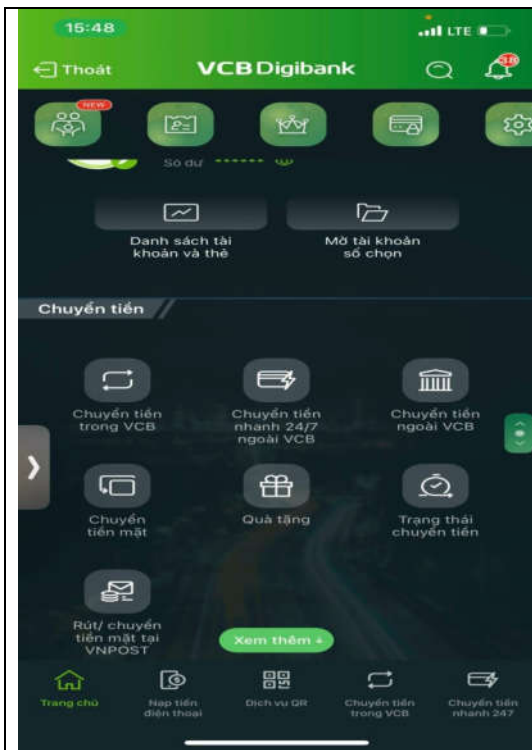 15:48
LTE
Thoát
VCB Digibank
NEW
Số dư ******
Danh sách tài
khoản và thẻ
Mở tài khoản
số chọn
Chuyển tiền
Chuyển tiền
trong VCB
Chuyển tiền
nhanh 24/7
ngoài VCB
Chuyển tiền
ngoài VCB
Chuyển
tiền mặt
Quà tặng
Trạng thái
chuyển tiền
Rút/ chuyển
tiền mặt tại
VNPOST
Xem thêm
Trang chủ
Nạp tiền
điện thoại
Dịch vụ QR
Chuyển tiền
trong VCB
Chuyển tiền
nhanh 247